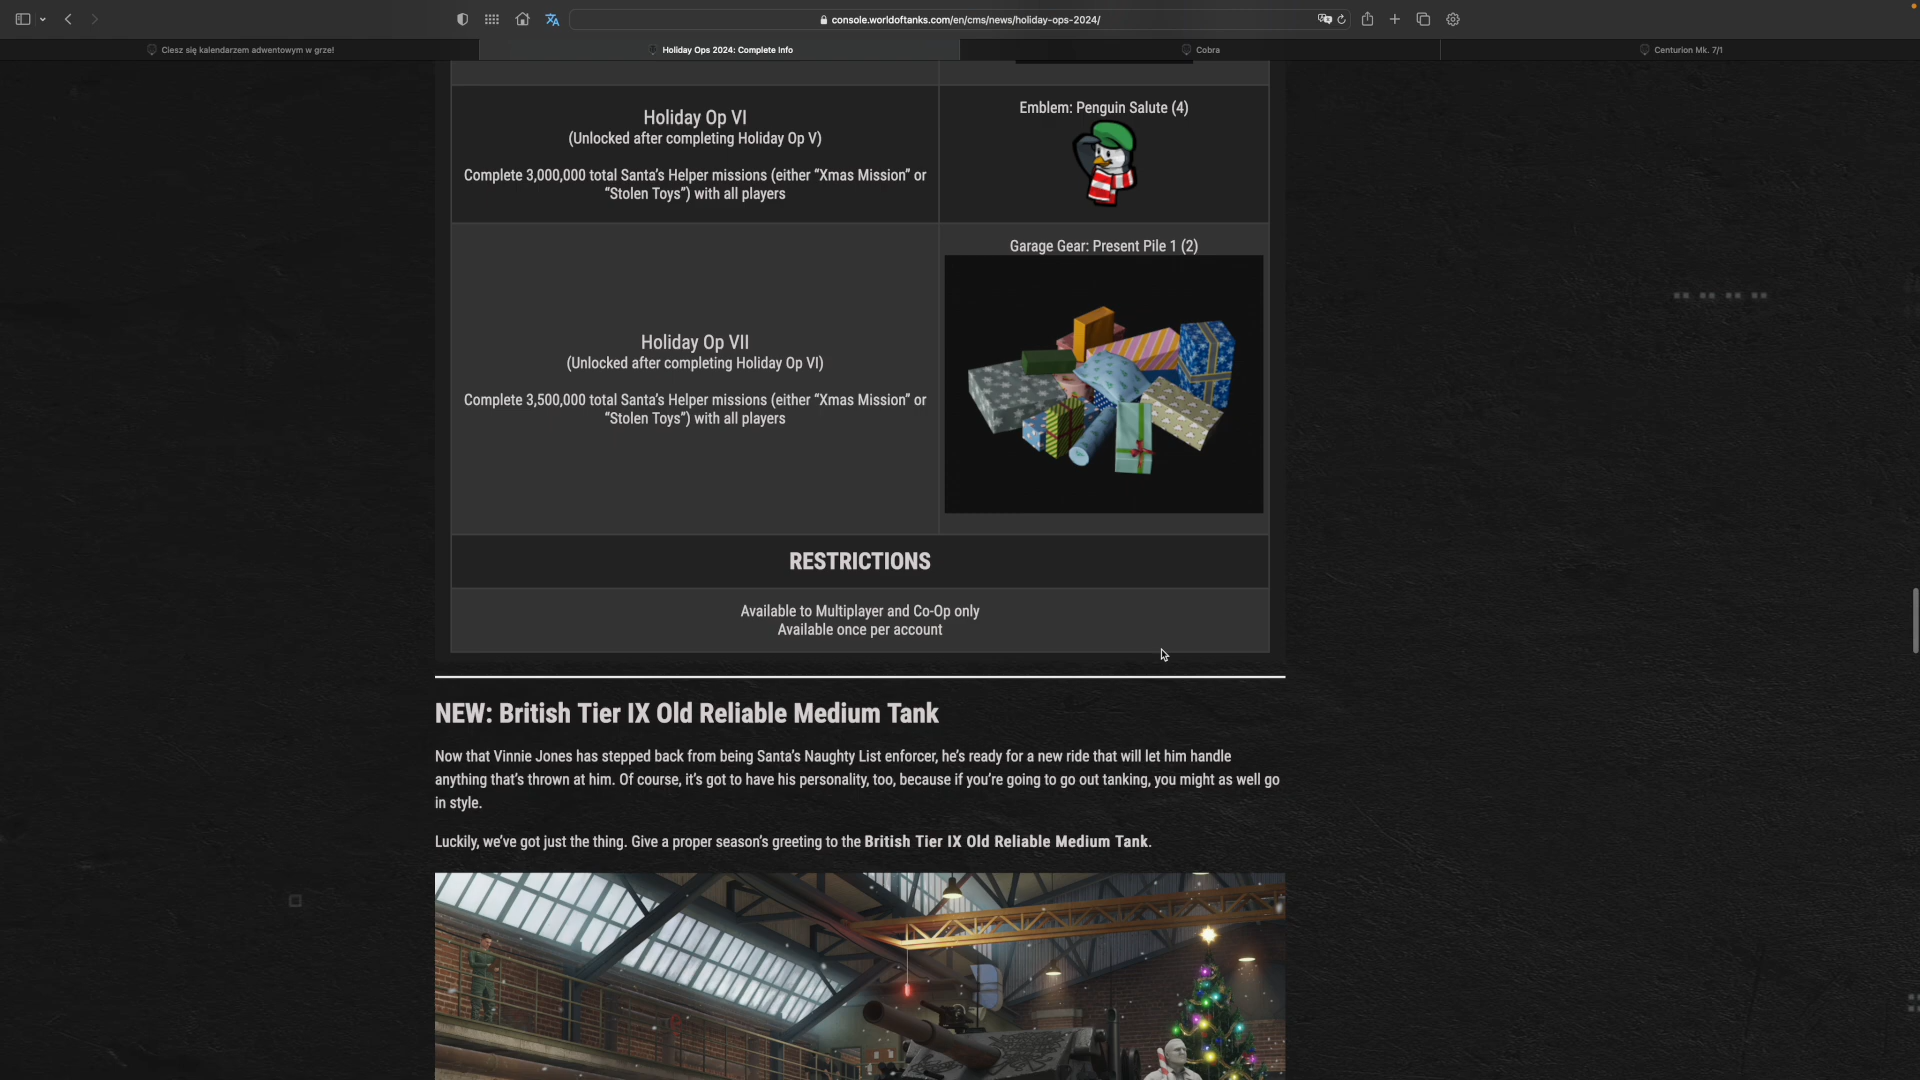 console.worldoftanks.com/en/cms/news/holiday-ops-2024/
Ciesz się kalendarzem adwentowym w grze!
Holiday Ops 2024: Complete Info
Cobra
Centurion Mk. 7/1
Holiday Op VI
(Unlocked after completing Holiday Op V)
Complete 3,000,000 total Santa's Helper missions (either “Xmas Mission” or
“Stolen Toys”) with all players
Emblem: Penguin Salute (4)
Holiday Op VII
(Unlocked after completing Holiday Op VI)
Complete 3,500,000 total Santa's Helper missions (either “Xmas Mission” or
“Stolen Toys”) with all players
Garage Gear: Present Pile 1 (2)
RESTRICTIONS
Available to Multiplayer and Co-Op only
Available once per account
NEW: British Tier IX Old Reliable Medium Tank
Now that Vinnie Jones has stepped back from being Santa's Naughty List enforcer, he's ready for a new ride that will let him handle
anything that's thrown at him. Of course, it's got to have his personality, too, because if you're going to go out tanking, you might as well go
in style.
Luckily, we've got just the thing. Give a proper season's greeting to the British Tier IX Old Reliable Medium Tank.